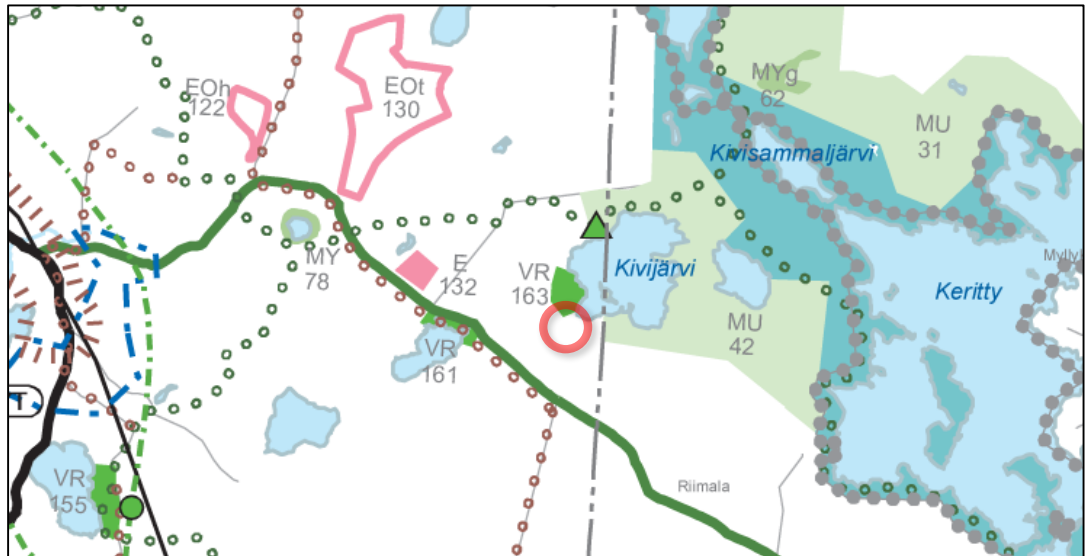 EOh
122
EOt
130
MYg
62
MU
31
Kivisammaljärvi
MY
78
E
132
VR
163
Kivijärvi
Keritty
MU
42
VR
161
T
VR
155
Riimala